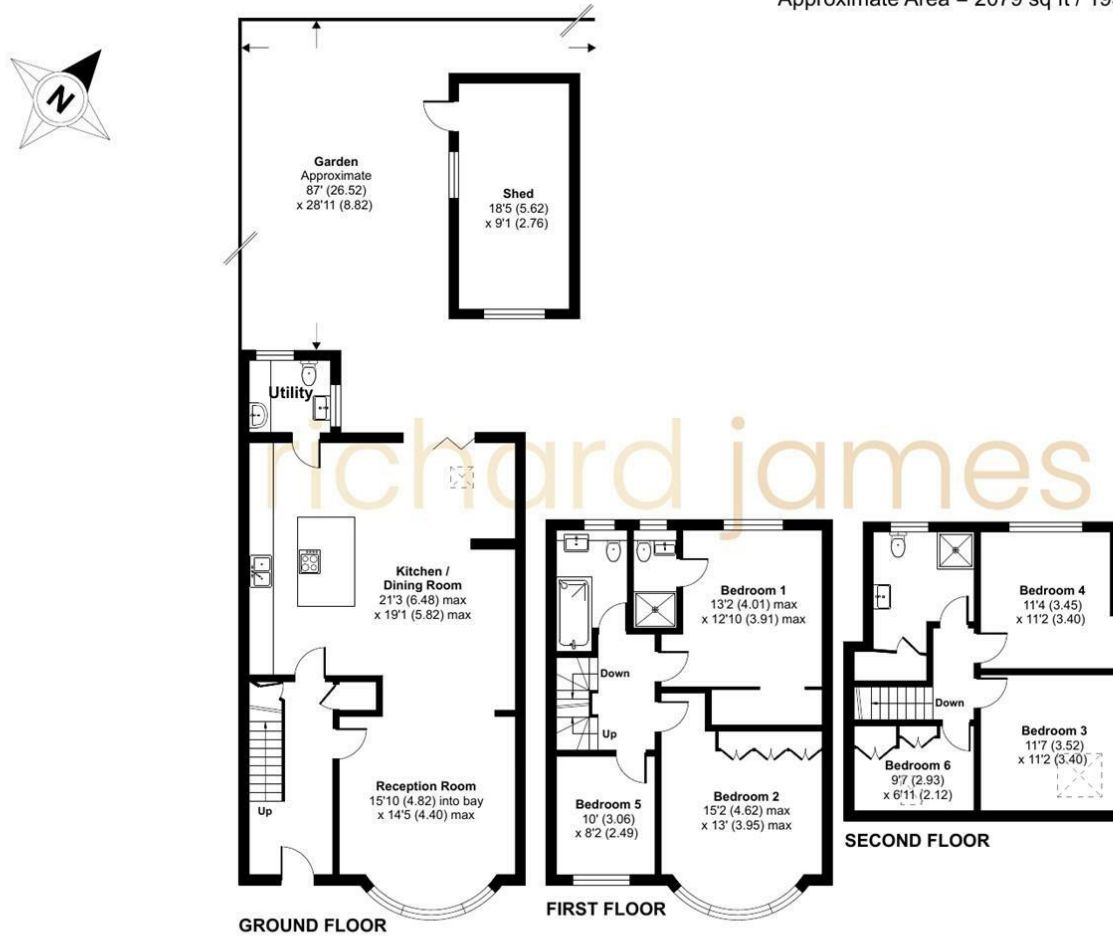 Approximate Area = 2079 sq ft /
N
Garden
Approximate
87' (26.52)
x 28'11 (8.82)
Shed
18'5 (5.62)
x 9'1 (2.76)
Utility
richard james
Kitchen /
Dining Room
21'3 (6.48) max
x 19'1 (5.82) max
Up
Reception Room
15'10 (4.82) into bay
x 14'5 (4.40) max
GROUND FLOOR
Bedroom 1
13'2 (4.01) max
x 12'10 (3.91) max
Down
Up
Bedroom 5
10' (3.06)
x 8'2 (2.49)
Bedroom 2
15'2 (4.62) max
x 13' (3.95) max
FIRST FLOOR
Bedroom 4
11'4 (3.45)
x 11'2 (3.40)
Down
Bedroom 3
11'7 (3.52)
x 11'2 (3.40)
Bedroom 6
9'7 (2.93)
x 6'11 (2.12)
SECOND FLOOR